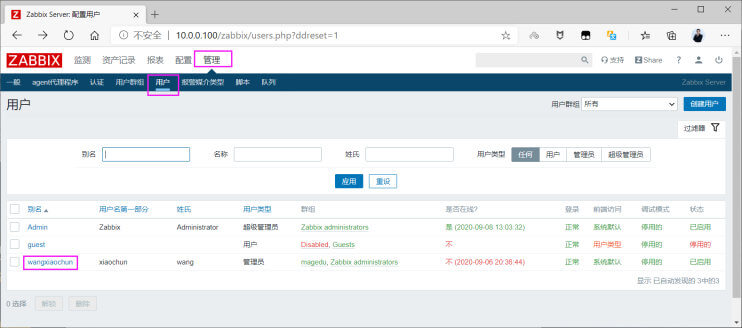 Zabbix Server: 配置用户
不安全 10.0.0.100/zabbix/users.php?ddreset=1
ZABBIX 监测 资产记录 报表 配置 管理 支持 Share ?
一般 agent代理程序 认证 用户群组 用户 报警媒介类型 脚本 队列 Zabbix Server
用户 用户群组 所有 创建用户
过滤器
别名 名称 姓氏 用户类型 任何 用户 管理员 超级管理员
应用 重设
别名 用户名第一部分 姓氏 用户类型 群组 是否在线? 登录 前端访问 调试模式 状态
Admin Zabbix Administrator 超级管理员 Zabbix administrators 是 (2020-09-08 13:03:32) 正常 系统默认 停用的 已启用
guest 用户 Disabled, Guests 不 正常 用户类型 停用的 停用的
wangxiaochun xiaochun wang 管理员 magedu, Zabbix administrators 不 (2020-09-06 20:36:44) 正常 系统默认 停用的 已启用
显示 已自动发现的 3中的3
0 选择 解锁 删除